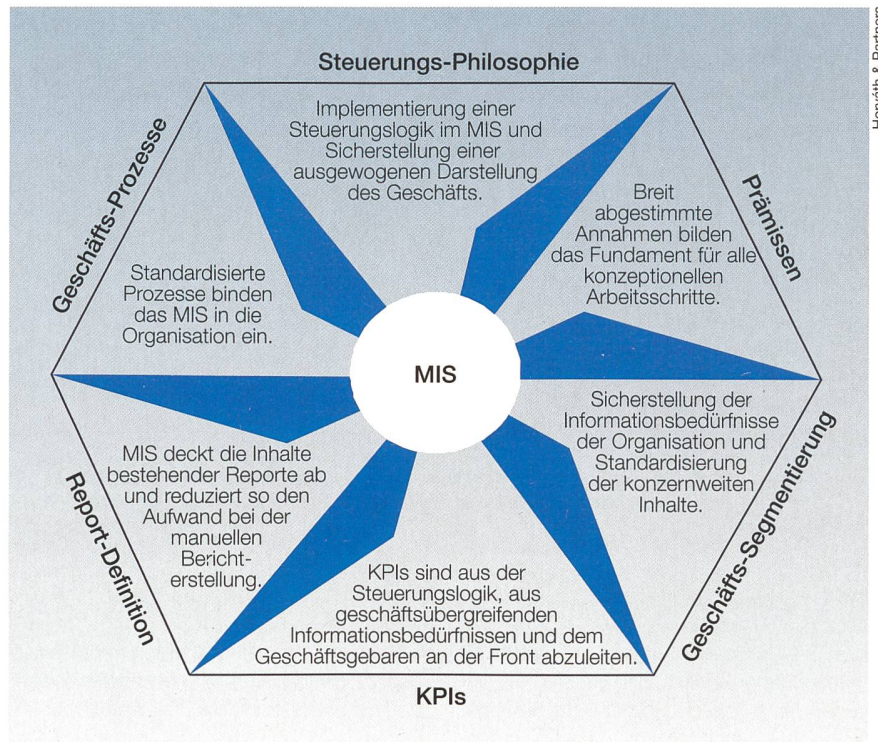 Horváth & Partners
Steuerungs-Philosophie
Implementierung einer
Steuerungslogik im MIS und
Sicherstellung einer
ausgewogenen Darstellung
des Geschäfts.
Prämissen
Breit
abgestimmte
Annahmen bilden
das Fundament für alle
konzeptionellen
Arbeitsschritte.
Geschäfts-Prozesse
Standardisierte
Prozesse binden
das MIS in die
Organisation ein.
MIS
Geschäfts-Segmentierung
Sicherstellung der
Informationsbedürfnisse
der Organisation und
Standardisierung
der konzernweiten
Inhalte.
Report-Definition
MIS deckt die Inhalte
bestehender Reporte ab
und reduziert so den
Aufwand bei der
manuellen
Bericht-
erstellung.
KPIs sind aus der
Steuerungslogik, aus
geschäftsübergreifenden
Informationsbedürfnissen und dem
Geschäftsgebaren an der Front abzuleiten.
KPIs